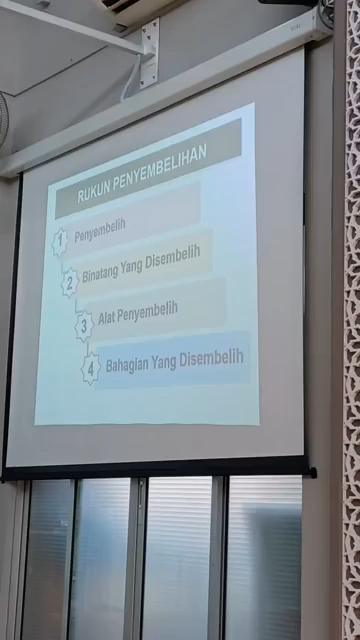 RUKUN PENYEMBELIHAN
1 Penyembelih
2 Binatang Yang Disembelih
3 Alat Penyembelih
4 Bahagian Yang Disembelih